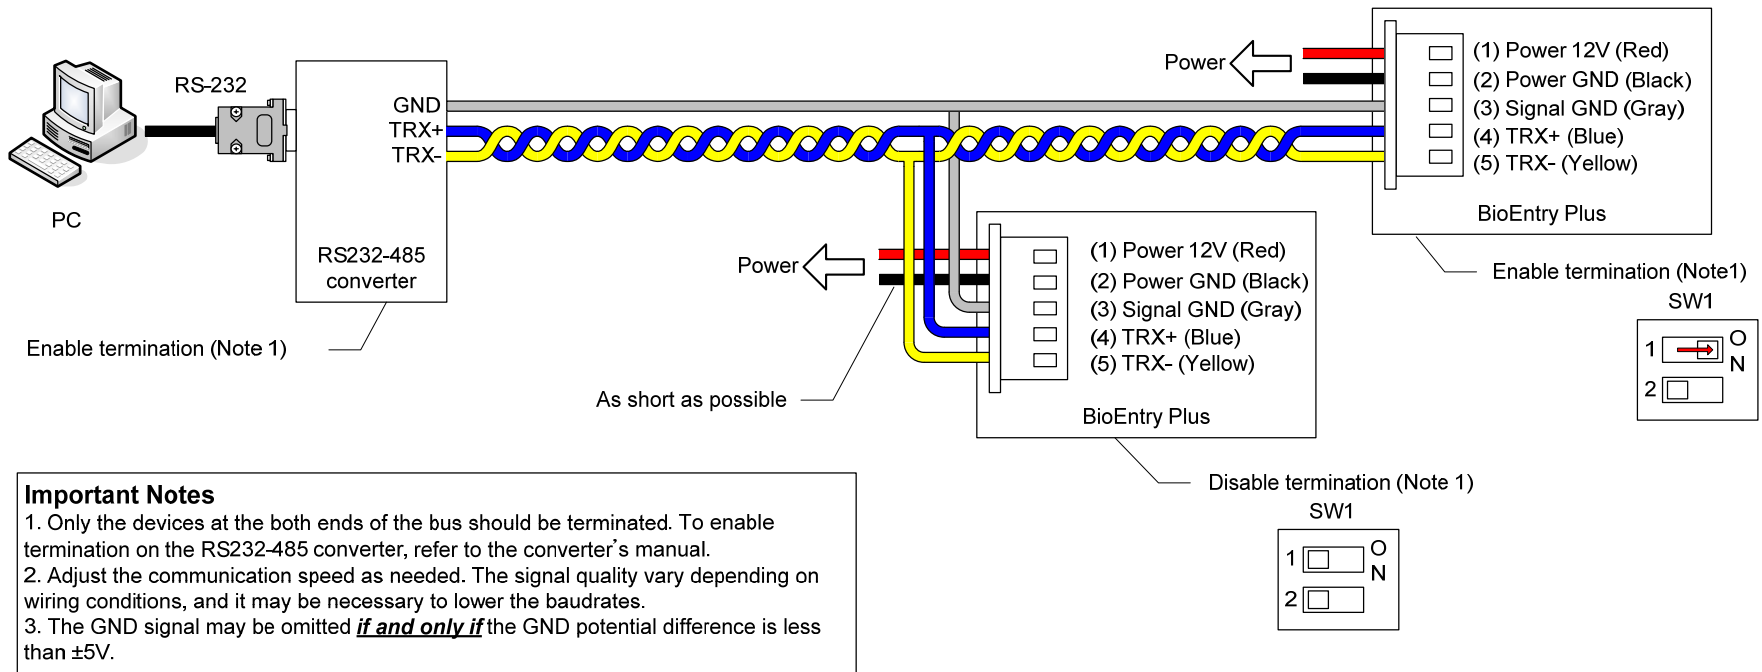 Power
(1) Power 12V (Red)
(2) Power GND (Black)
(3) Signal GND (Gray)
(4) TRX+ (Blue)
(5) TRX- (Yellow)
BioEntry Plus
RS-232
GND
TRX+
TRX-
PC
RS232-485
converter
Enable termination (Note 1)
Power
(1) Power 12V (Red)
(2) Power GND (Black)
(3) Signal GND (Gray)
(4) TRX+ (Blue)
(5) TRX- (Yellow)
BioEntry Plus
As short as possible
Enable termination (Note1)
SW1
1
2
O
N
Disable termination (Note 1)
SW1
1
2
O
N
Important Notes
1. Only the devices at the both ends of the bus should be terminated. To enable
termination on the RS232-485 converter, refer to the converter's manual.
2. Adjust the communication speed as needed. The signal quality vary depending on
wiring conditions, and it may be necessary to lower the baudrates.
3. The GND signal may be omitted if and only if the GND potential difference is less
than ±5V.